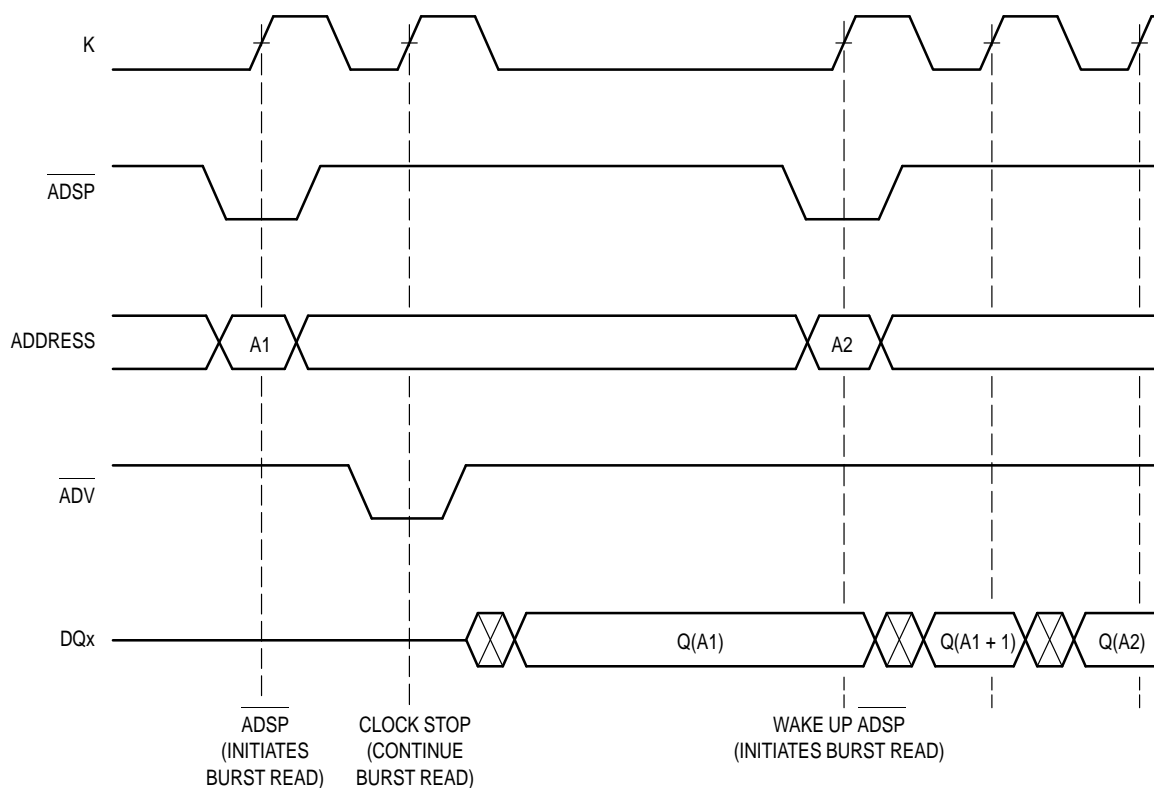 K
ADSP
ADDRESS
A1
A2
ADV
DQx
Q(A1)
Q(A1 + 1)
Q(A2)
ADSP
(INITIATES
BURST READ)
CLOCK STOP
(CONTINUE
BURST READ)
WAKE UP ADSP
(INITIATES BURST READ)